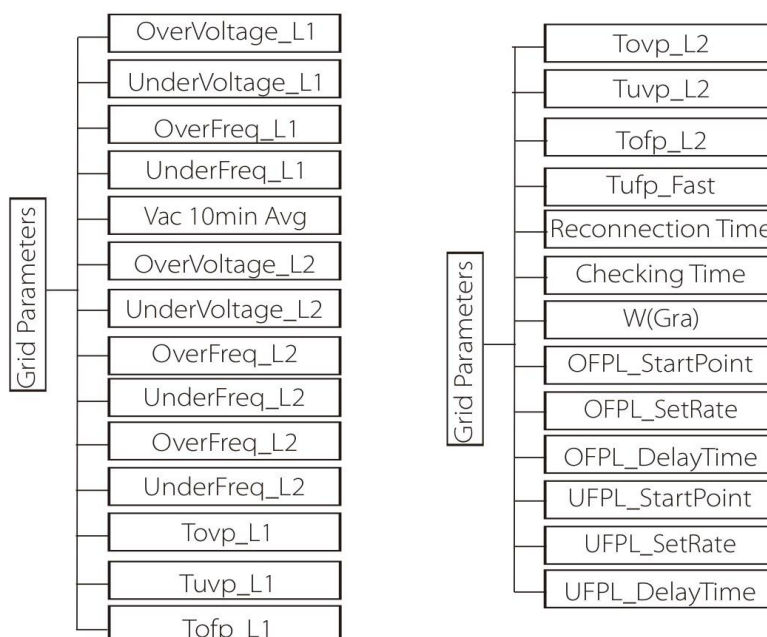 Grid Parameters
OverVoltage_L1
UnderVoltage_L1
OverFreq_L1
UnderFreq_L1
Vac 10min Avg
OverVoltage_L2
UnderVoltage_L2
OverFreq_L2
UnderFreq_L2
OverFreq_L2
UnderFreq_L2
Tovp_L1
Tuvp_L1
Tofp_L1
Grid Parameters
Tovp_L2
Tuvp_L2
Tofp_L2
Tufp_Fast
Reconnection Time
Checking Time
W(Gra)
OFPL_StartPoint
OFPL_SetRate
OFPL_DelayTime
UFPL_StartPoint
UFPL_SetRate
UFPL_DelayTime